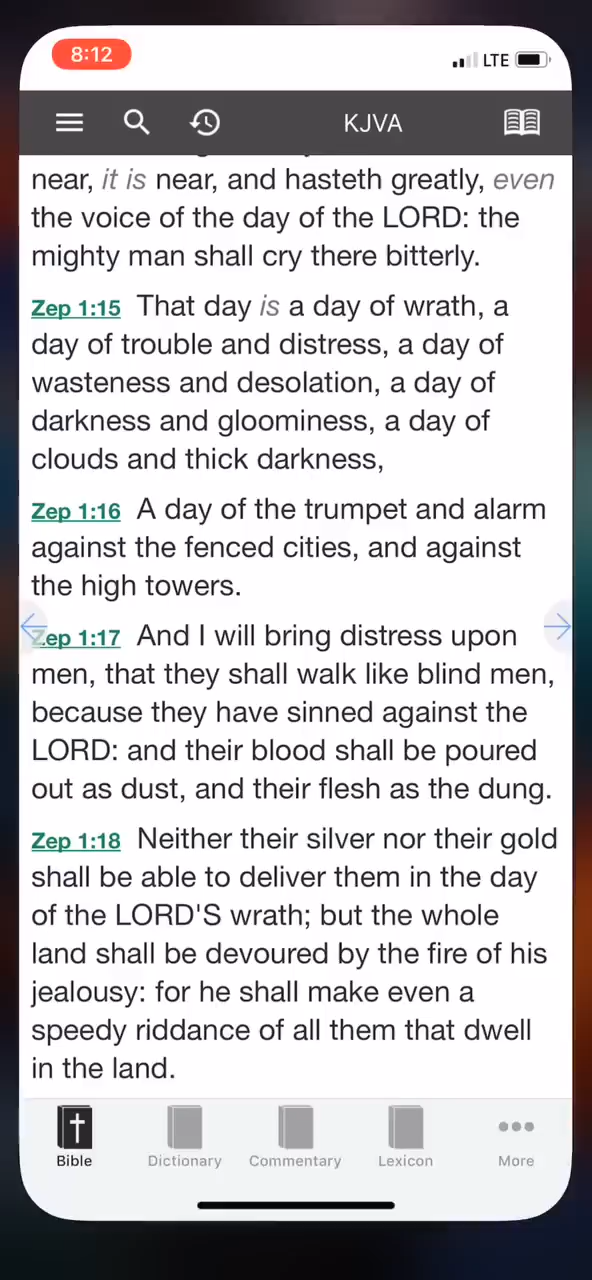 8:12
LTE
KJVA
near, it is near, and hasteth greatly, even
the voice of the day of the LORD: the
mighty man shall cry there bitterly.
Zep 1:15 That day is a day of wrath, a
day of trouble and distress, a day of
wasteness and desolation, a day of
darkness and gloominess, a day of
clouds and thick darkness,
Zep 1:16 A day of the trumpet and alarm
against the fenced cities, and against
the high towers.
Zep 1:17 And I will bring distress upon
men, that they shall walk like blind men,
because they have sinned against the
LORD: and their blood shall be poured
out as dust, and their flesh as the dung.
Zep 1:18 Neither their silver nor their gold
shall be able to deliver them in the day
of the LORD'S wrath; but the whole
land shall be devoured by the fire of his
jealousy: for he shall make even a
speedy riddance of all them that dwell
in the land.
Bible
Dictionary
Commentary
Lexicon
More